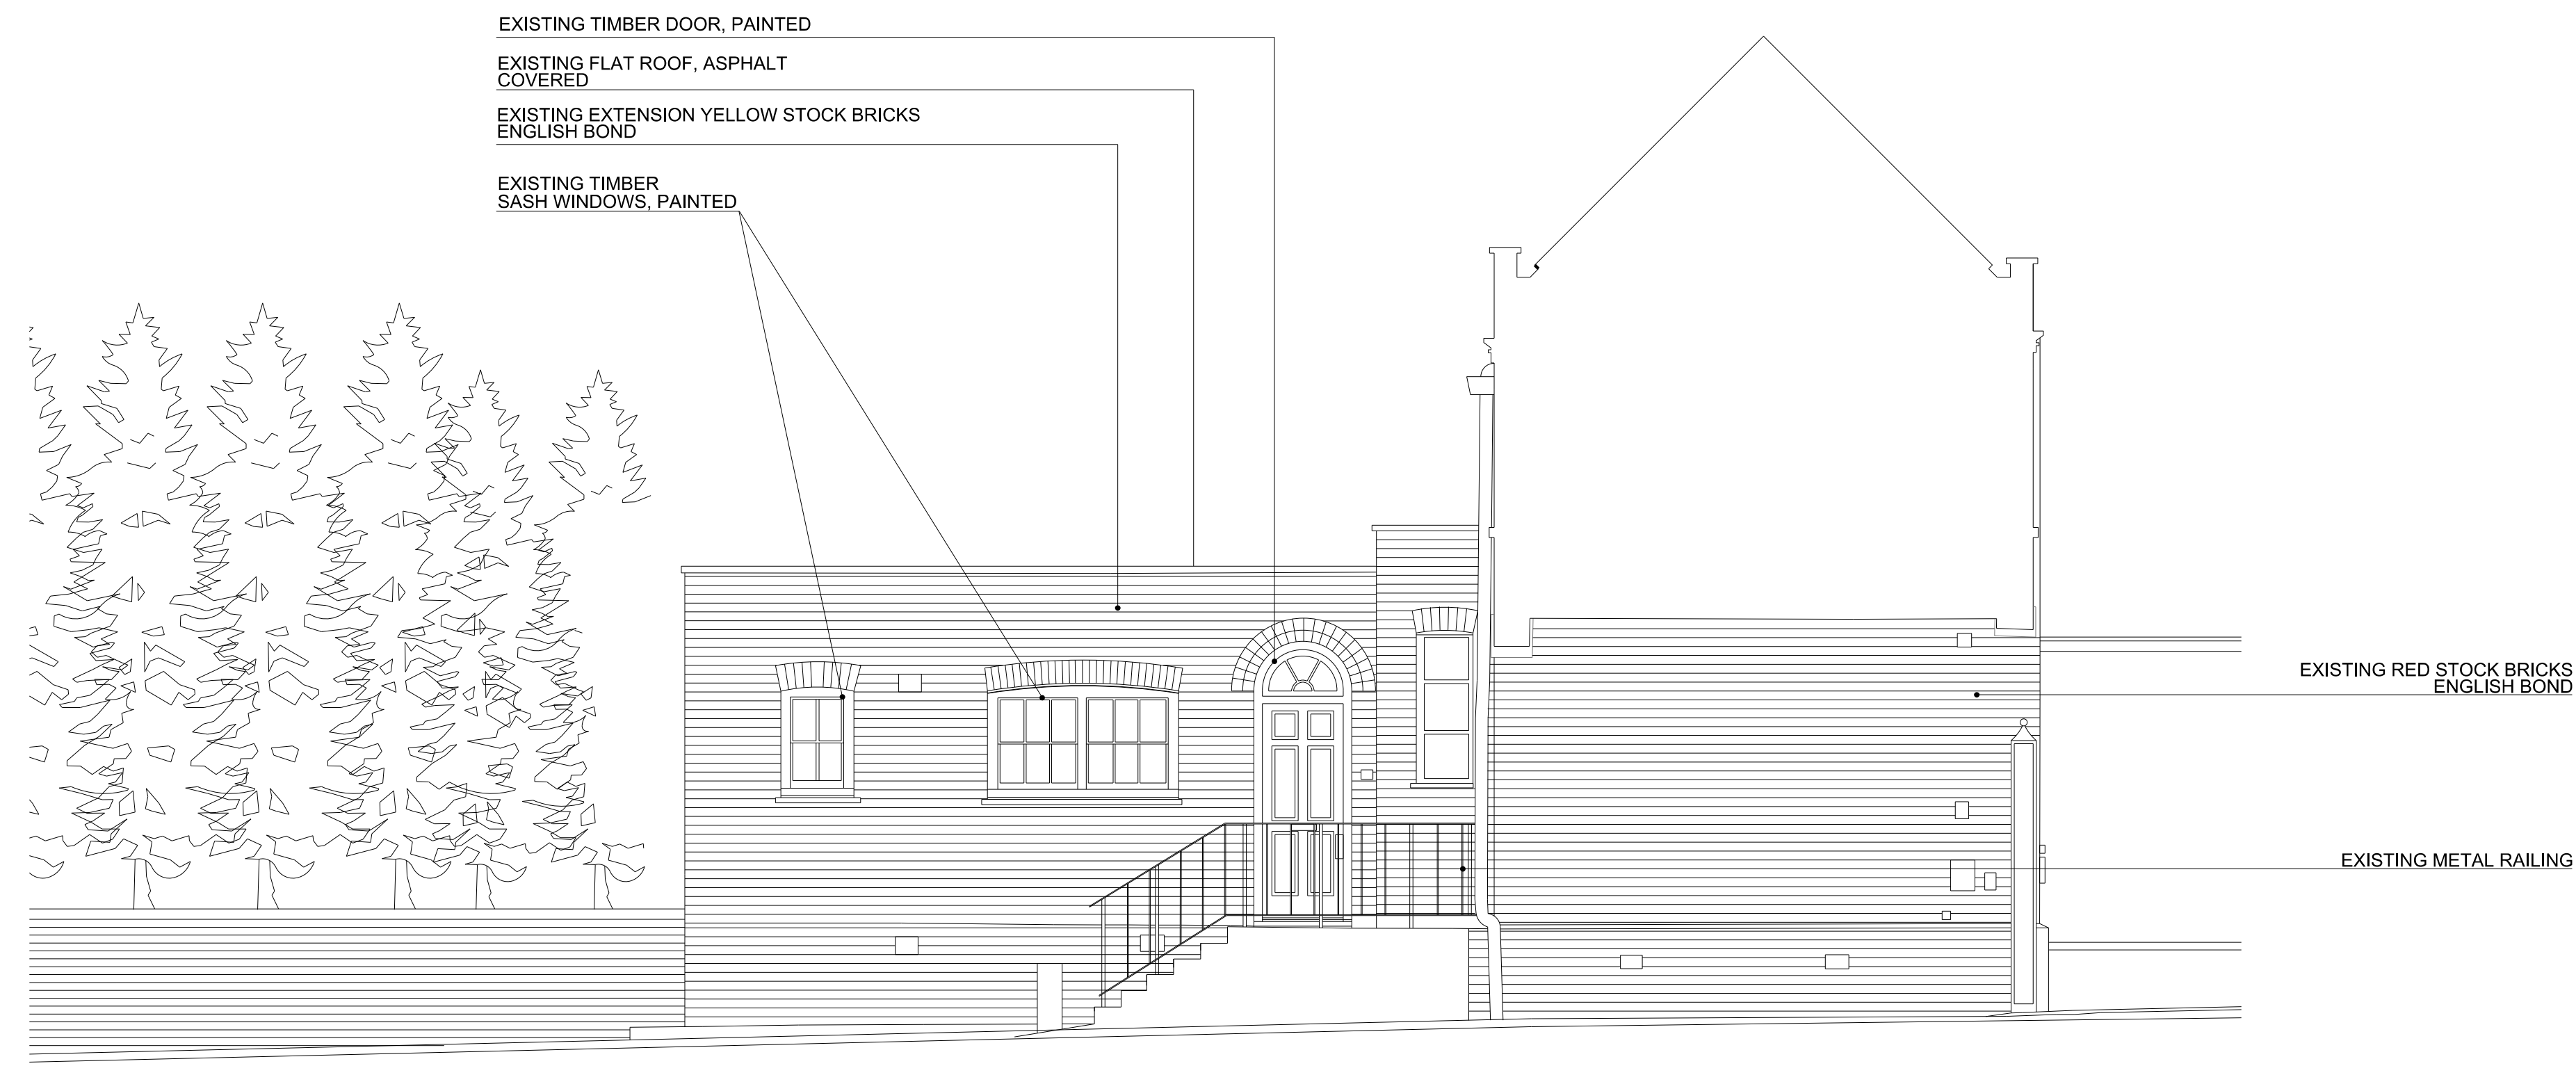 EXISTING TIMBER DOOR, PAINTED
EXISTING FLAT ROOF, ASPHALT
COVERED
EXISTING EXTENSION YELLOW STOCK BRICKS
ENGLISH BOND
EXISTING TIMBER
SASH WINDOWS, PAINTED
EXISTING RED STOCK BRICKS
ENGLISH BOND
EXISTING METAL RAILING